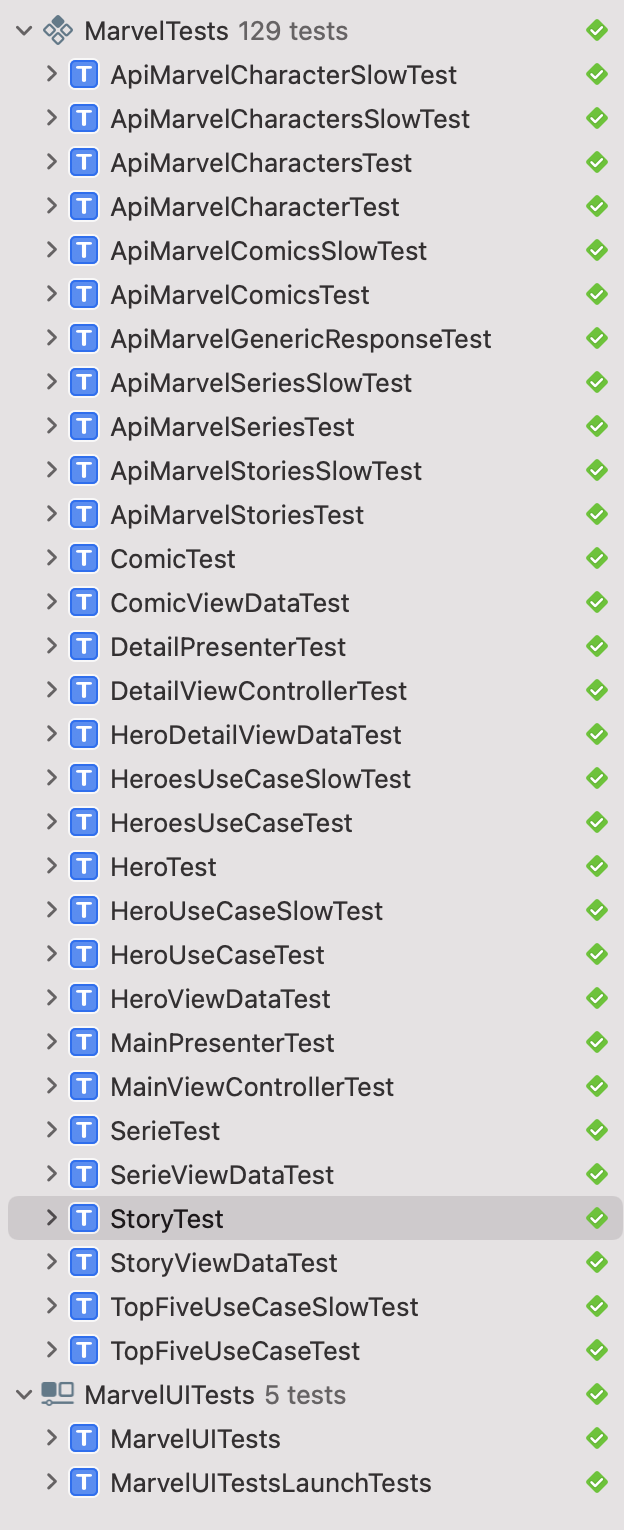 MarvelTests 129 tests
T ApiMarvelCharacterSlowTest
T ApiMarvelCharactersSlowTest
T ApiMarvelCharactersTest
T ApiMarvelCharacterTest
T ApiMarvelComicsSlowTest
T ApiMarvelComicsTest
T ApiMarvelGenericResponseTest
T ApiMarvelSeriesSlowTest
T ApiMarvelSeriesTest
T ApiMarvelStoriesSlowTest
T ApiMarvelStoriesTest
T ComicTest
T ComicViewDataTest
T DetailPresenterTest
T DetailViewControllerTest
T HeroDetailViewDataTest
T HeroesUseCaseSlowTest
T HeroesUseCaseTest
T HeroTest
T HeroUseCaseSlowTest
T HeroUseCaseTest
T HeroViewDataTest
T MainPresenterTest
T MainViewControllerTest
T SerieTest
T SerieViewDataTest
T StoryTest
T StoryViewDataTest
T TopFiveUseCaseSlowTest
T TopFiveUseCaseTest
MarvelUITests 5 tests
T MarvelUITests
T MarvelUITestsLaunchTests